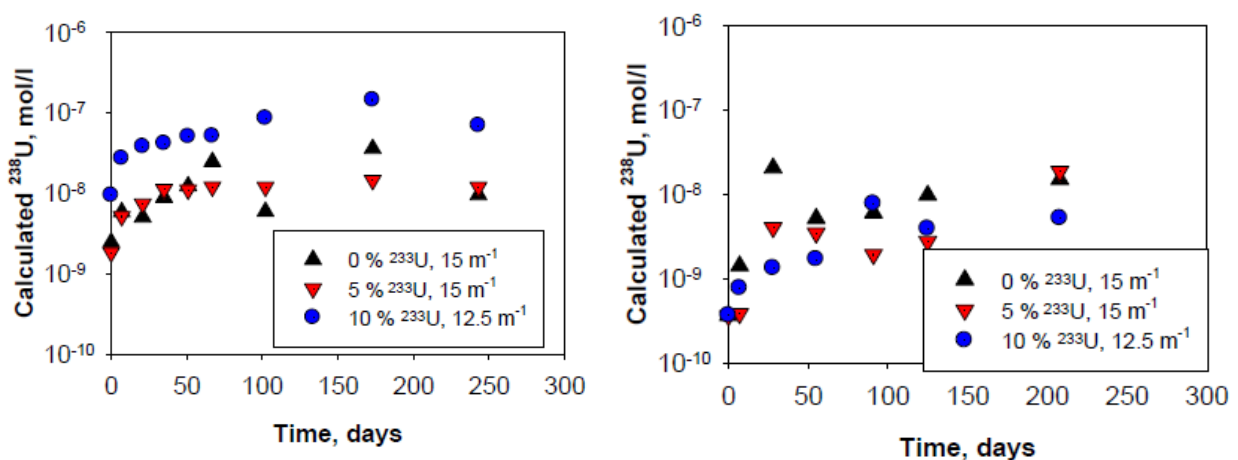 Calculated ²³⁸U, mol/l
10⁻⁶
10⁻⁷
10⁻⁸
10⁻⁹
10⁻¹⁰
0 % ²³³U, 15 m⁻¹
5 % ²³³U, 15 m⁻¹
10 % ²³³U, 12.5 m⁻¹
0 50 100 150 200 250 300
Time, days
Calculated ²³⁸U, mol/l
10⁻⁶
10⁻⁷
10⁻⁸
10⁻⁹
10⁻¹⁰
0 % ²³³U, 15 m⁻¹
5 % ²³³U, 15 m⁻¹
10 % ²³³U, 12.5 m⁻¹
0 50 100 150 200 250 300
Time, days